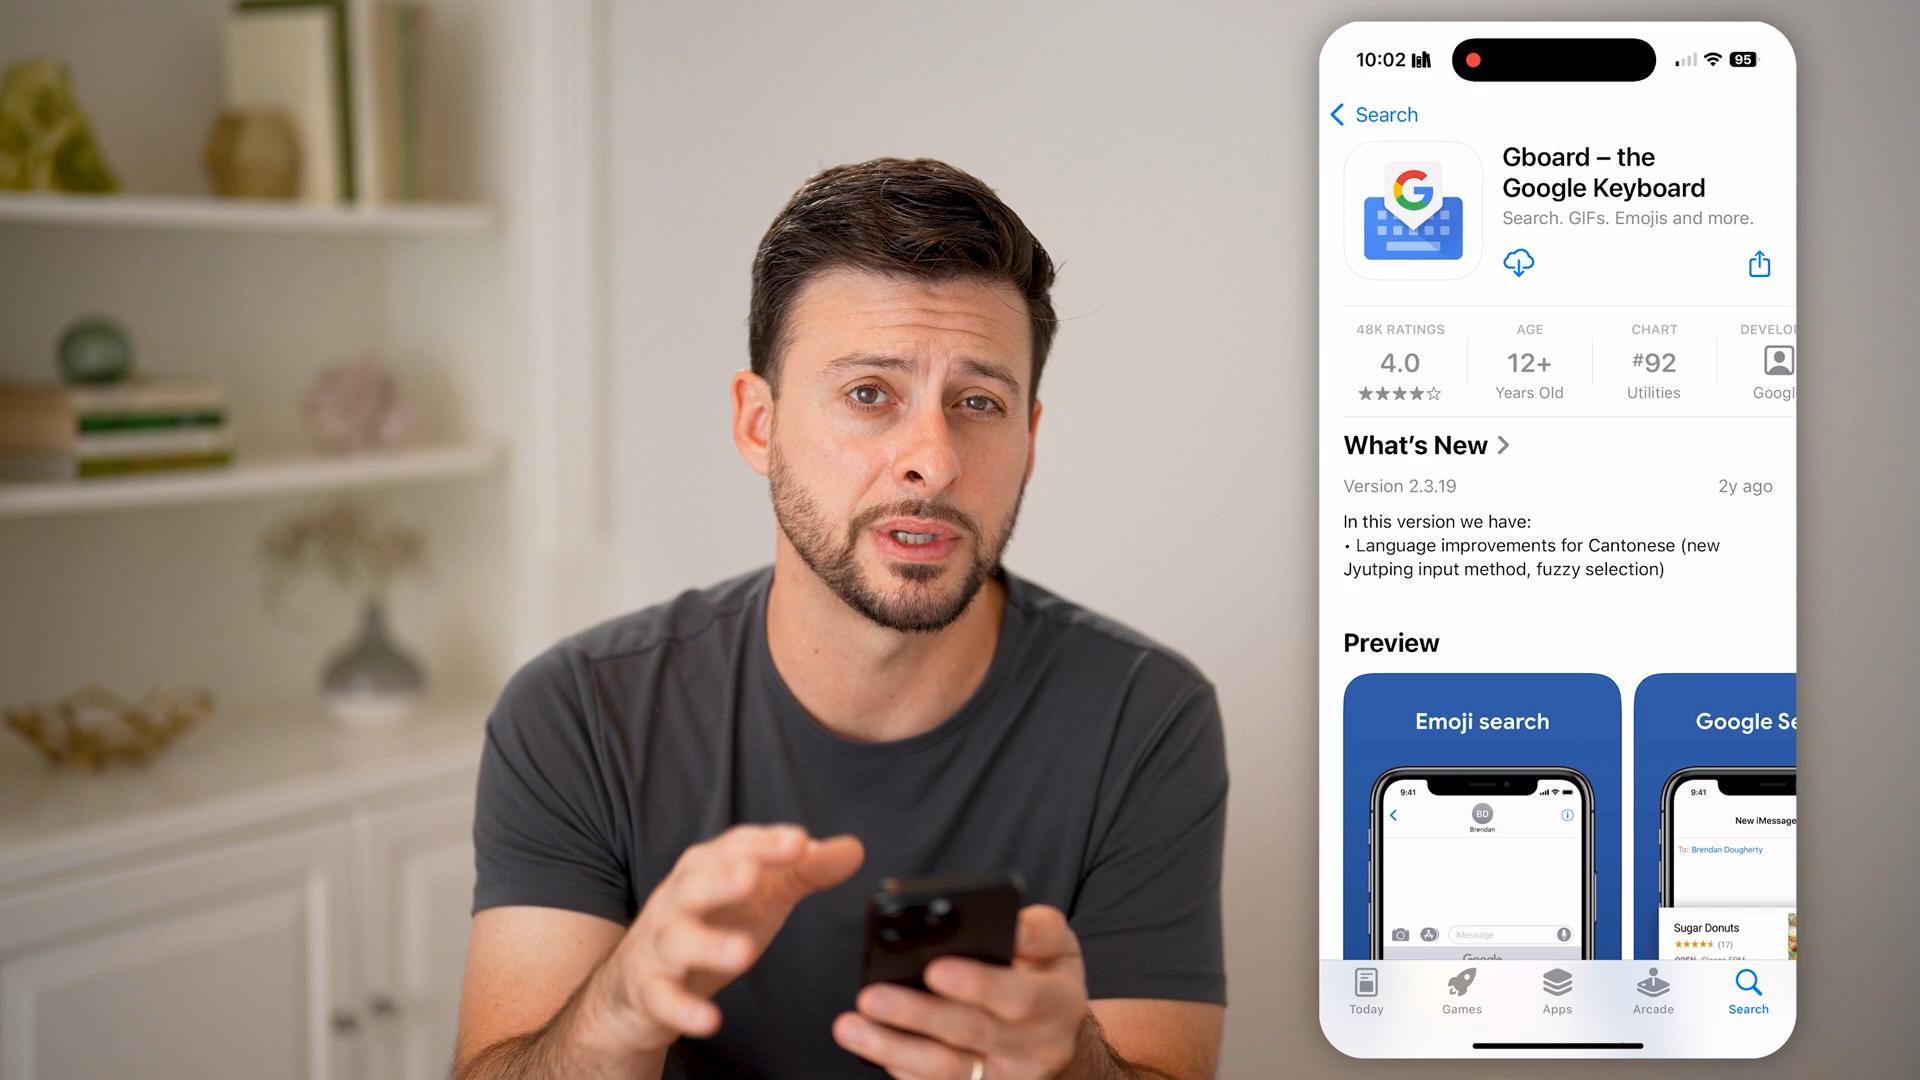 10:02
95
Search
Gboard – the
Google Keyboard
Search. GIFs. Emojis and more.
48K RATINGS
4.0
AGE
12+
Years Old
CHART
#92
Utilities
DEVELOP
Googl
What's New
Version 2.3.19
2y ago
In this version we have:
• Language improvements for Cantonese (new
Jyutping input method, fuzzy selection)
Preview
Emoji search
9:41
BD
Brendan
iMessage
Google
Google Se
9:41
New iMessage
To: Brendan Dougherty
Sugar Donuts
(17)
Today
Games
Apps
Arcade
Search